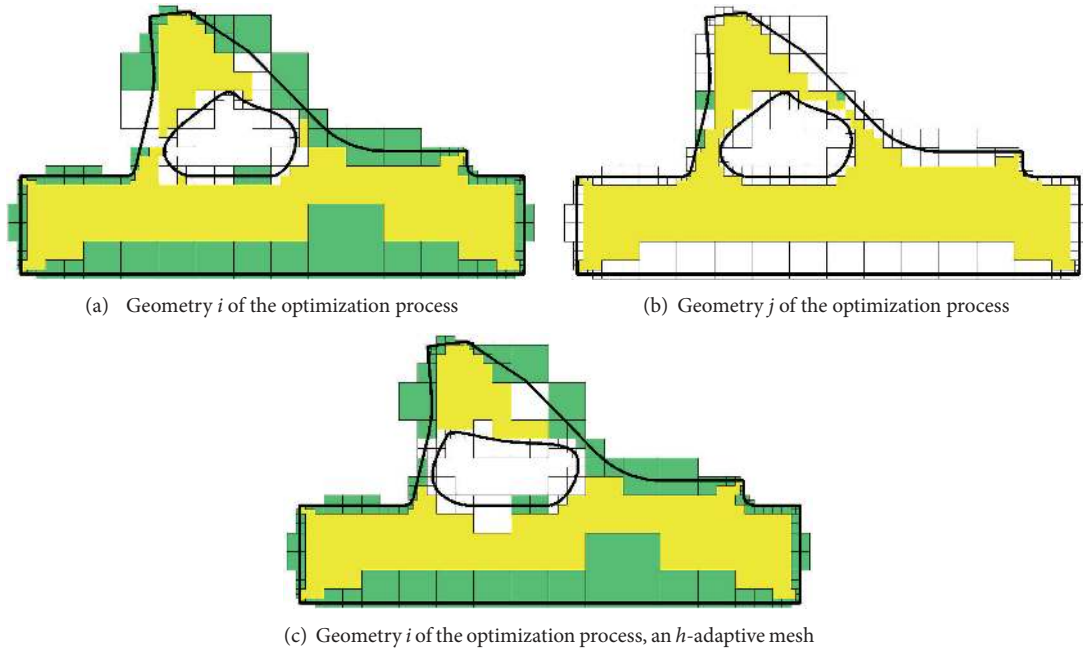 (a) Geometry i of the optimization process
(b) Geometry j of the optimization process
(c) Geometry i of the optimization process, an h-adaptive mesh